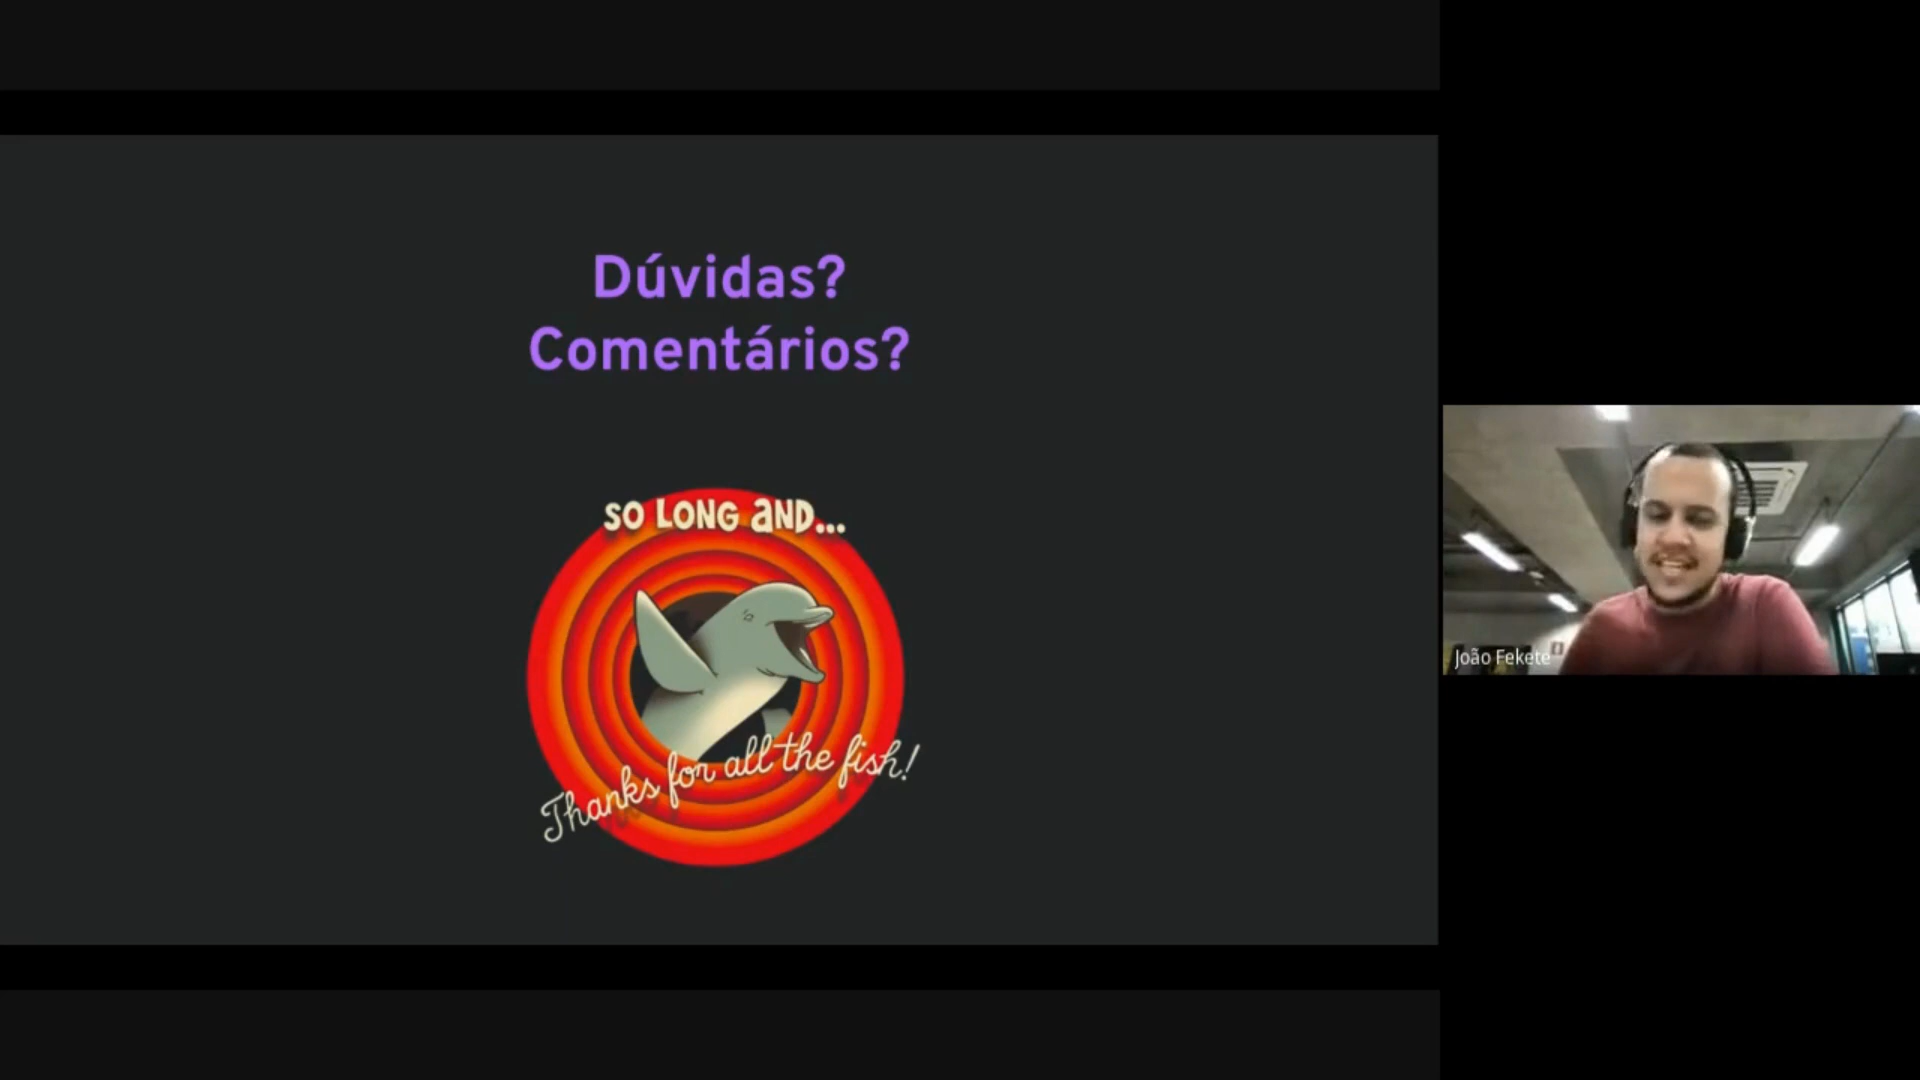 Dúvidas?
Comentários?
SO LONG aND...
Thanks for all the fish!
João Fekete